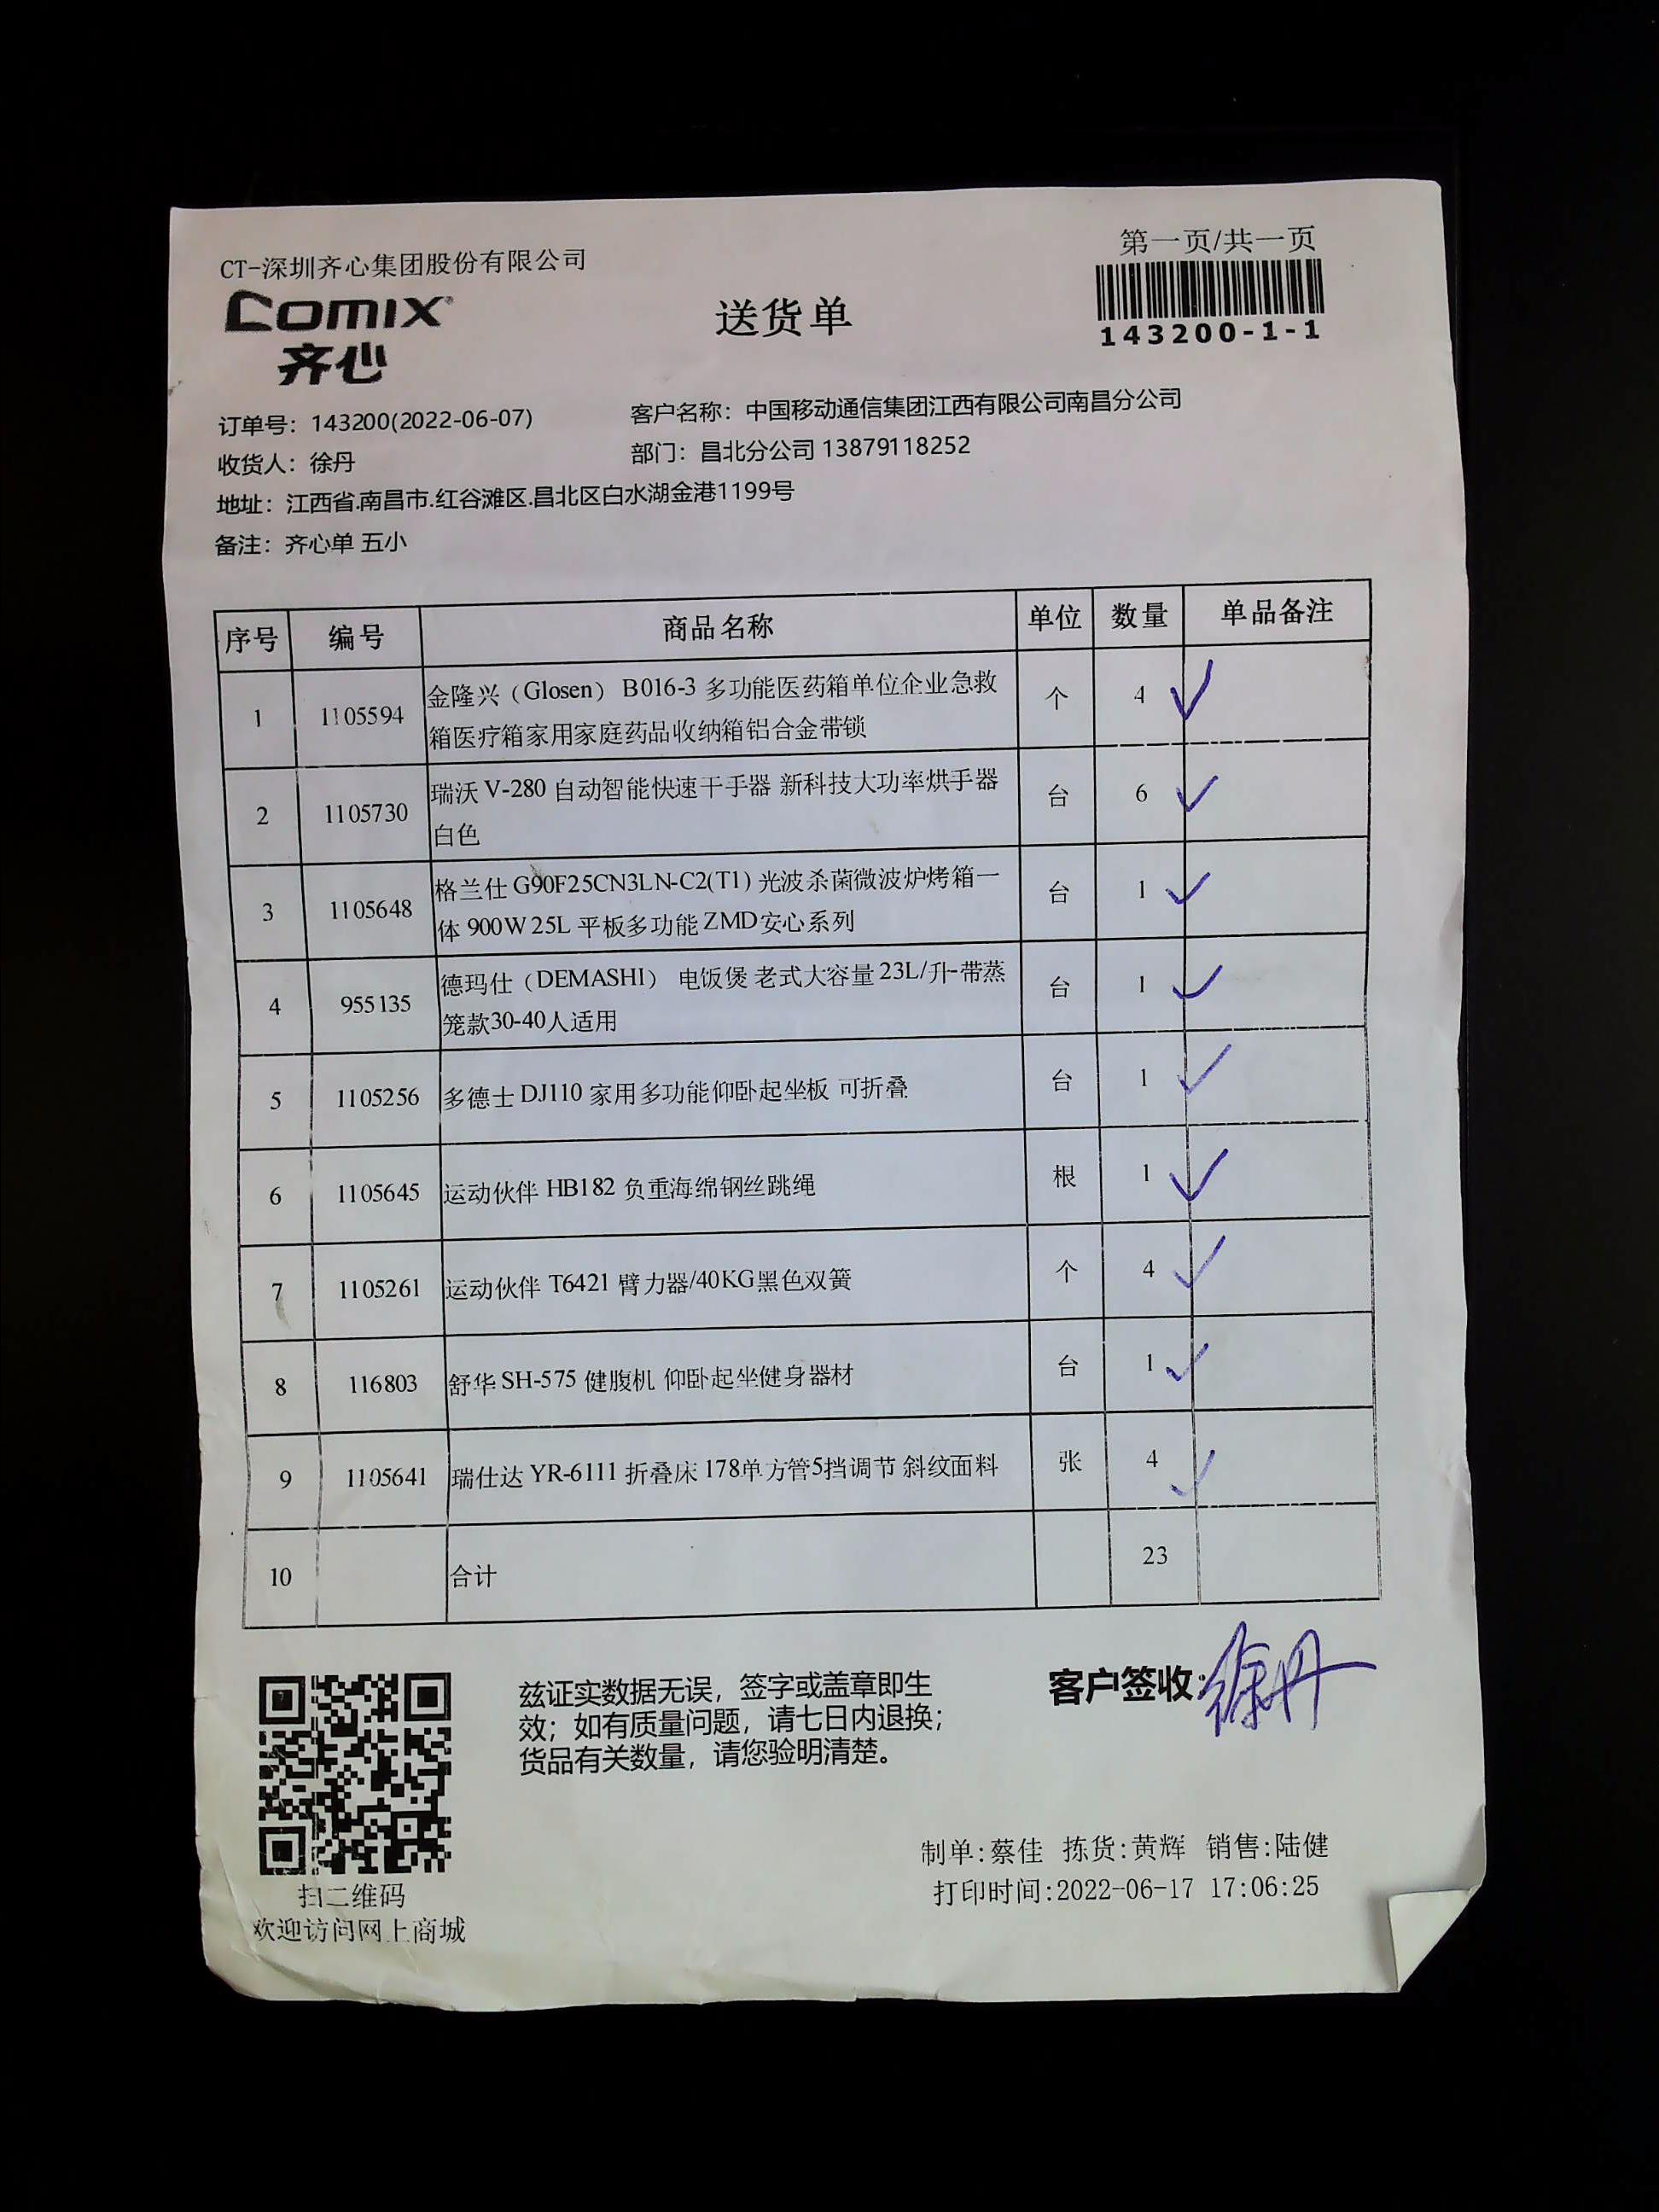 CT-深圳齐心集团股份有限公司
第一页/共一页
COMIX
齐心
送货单
143200-1-1
订单号：143200(2022-06-07)
客户名称：中国移动通信集团江西有限公司南昌分公司
收货人：徐丹
部门：昌北分公司 13879118252
地址：江西省.南昌市.红谷滩区.昌北区白水湖金港1199号
备注：齐心单 五小
序号 编号 商品名称 单位 数量 单品备注
1 1105594 金隆兴（Glosen） B016-3 多功能医药箱单位企业急救 个 4 ✓
箱医疗箱家用家庭药品收纳箱铝合金带锁
2 1105730 瑞沃 V-280 自动智能快速干手器 新科技大功率烘手器 台 6 ✓
白色
3 1105648 格兰仕 G90F25CN3LN-C2(T1) 光波杀菌微波炉烤箱一 台 1 ✓
体 900W 25L 平板多功能 ZMD安心系列
4 955135 德玛仕（DEMASHI） 电饭煲 老式大容量 23L/升-带蒸 台 1 ✓
笼款30-40人适用
5 1105256 多德士 DJ110 家用多功能仰卧起坐板 可折叠 台 1 ✓
6 1105645 运动伙伴 HB182 负重海绵钢丝跳绳 根 1 ✓
7 1105261 运动伙伴 T6421 臂力器/40KG黑色双簧 个 4 ✓
8 116803 舒华 SH-575 健腹机 仰卧起坐健身器材 台 1 ✓
9 1105641 瑞仕达 YR-6111 折叠床 178单方管5挡调节 斜纹面料 张 4 ✓
10 合计 23
兹证实数据无误，签字或盖章即生
效；如有质量问题，请七日内退换；
货品有关数量，请您验明清楚。
客户签收：徐丹
扫二维码
欢迎访问网上商城
制单:蔡佳 拣货:黄辉 销售:陆健
打印时间:2022-06-17 17:06:25